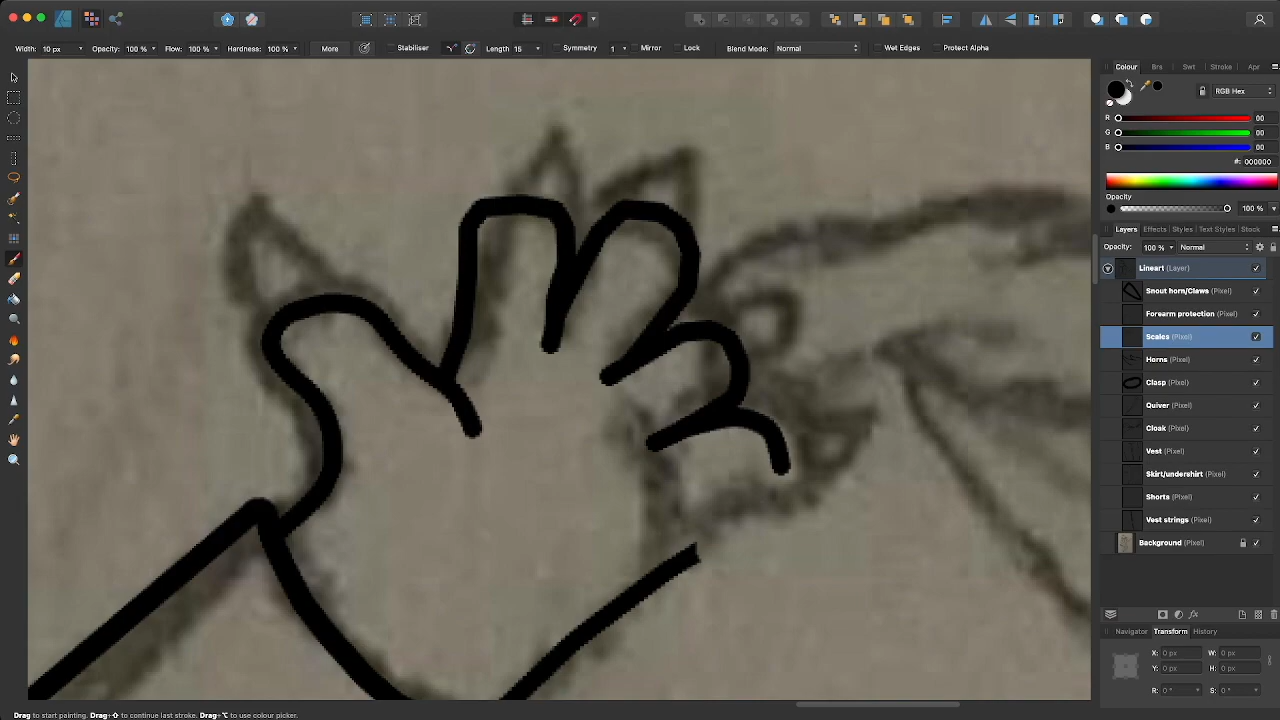 Width: 10 px Opacity: 100 % Flow: 100 % Hardness: 100 % More Stabiliser Length 15 Symmetry 1 Mirror Lock Blend Mode: Normal Wet Edges Protect Alpha
Colour Brs Swt Stroke Apr
RGB Hex
R 00
G 00
B 00
#: 000000
Opacity
100 %
Layers Effects Styles Text Styles Stock
Opacity: 100 % Normal
Lineart (Layer)
Snout horn/Claws (Pixel)
Forearm protection (Pixel)
Scales (Pixel)
Horns (Pixel)
Clasp (Pixel)
Quiver (Pixel)
Cloak (Pixel)
Vest (Pixel)
Skirt/undershirt (Pixel)
Shorts (Pixel)
Vest strings (Pixel)
Background (Pixel)
Navigator Transform History
X: 0 px W: 0 px
Y: 0 px H: 0 px
R: 0 ° S: 0 °
Drag to start painting. Drag+⇧ to continue last stroke. Drag+⌥ to use colour picker.